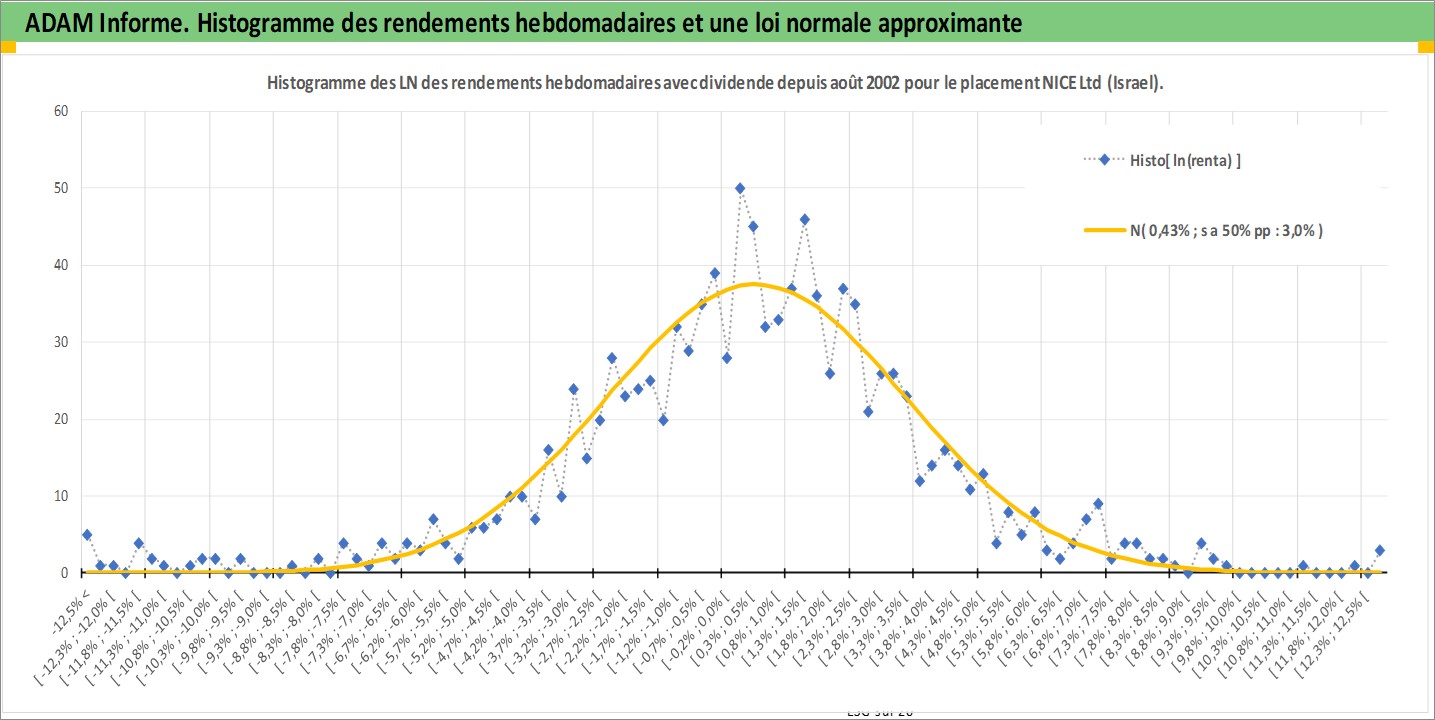 ADAM Informe. Histogramme des rendements hebdomadaires et une loi normale approximante
Histogramme des LN des rendements hebdomadaires avec dividende depuis août 2002 pour le placement NICE Ltd (Israel).
60
50
40
30
20
10
0
Histo[ ln(renta) ]
N( 0,43% ; s a 50% pp : 3,0% )
-12,5% <
[ -12,3% ; -12,0% [
[ -11,8% ; -11,5% [
[ -11,3% ; -11,0% [
[ -10,8% ; -10,5% [
[ -10,3% ; -10,0% [
[ -9,8% ; -9,5% [
[ -9,3% ; -9,0% [
[ -8,8% ; -8,5% [
[ -8,3% ; -8,0% [
[ -7,8% ; -7,5% [
[ -7,3% ; -7,0% [
[ -6,7% ; -6,5% [
[ -6,2% ; -6,0% [
[ -5,7% ; -5,5% [
[ -5,2% ; -5,0% [
[ -4,7% ; -4,5% [
[ -4,2% ; -4,0% [
[ -3,7% ; -3,5% [
[ -3,2% ; -3,0% [
[ -2,7% ; -2,5% [
[ -2,2% ; -2,0% [
[ -1,7% ; -1,5% [
[ -1,2% ; -1,0% [
[ -0,7% ; -0,5% [
[ -0,2% ; 0,0% [
[ 0,3% ; 0,5% [
[ 0,8% ; 1,0% [
[ 1,3% ; 1,5% [
[ 1,8% ; 2,0% [
[ 2,3% ; 2,5% [
[ 2,8% ; 3,0% [
[ 3,3% ; 3,5% [
[ 3,8% ; 4,0% [
[ 4,3% ; 4,5% [
[ 4,8% ; 5,0% [
[ 5,3% ; 5,5% [
[ 5,8% ; 6,0% [
[ 6,3% ; 6,5% [
[ 6,8% ; 7,0% [
[ 7,3% ; 7,5% [
[ 7,8% ; 8,0% [
[ 8,3% ; 8,5% [
[ 8,8% ; 9,0% [
[ 9,3% ; 9,5% [
[ 9,8% ; 10,0% [
[ 10,3% ; 10,5% [
[ 10,8% ; 11,0% [
[ 11,3% ; 11,5% [
[ 11,8% ; 12,0% [
[ 12,3% ; 12,5% [